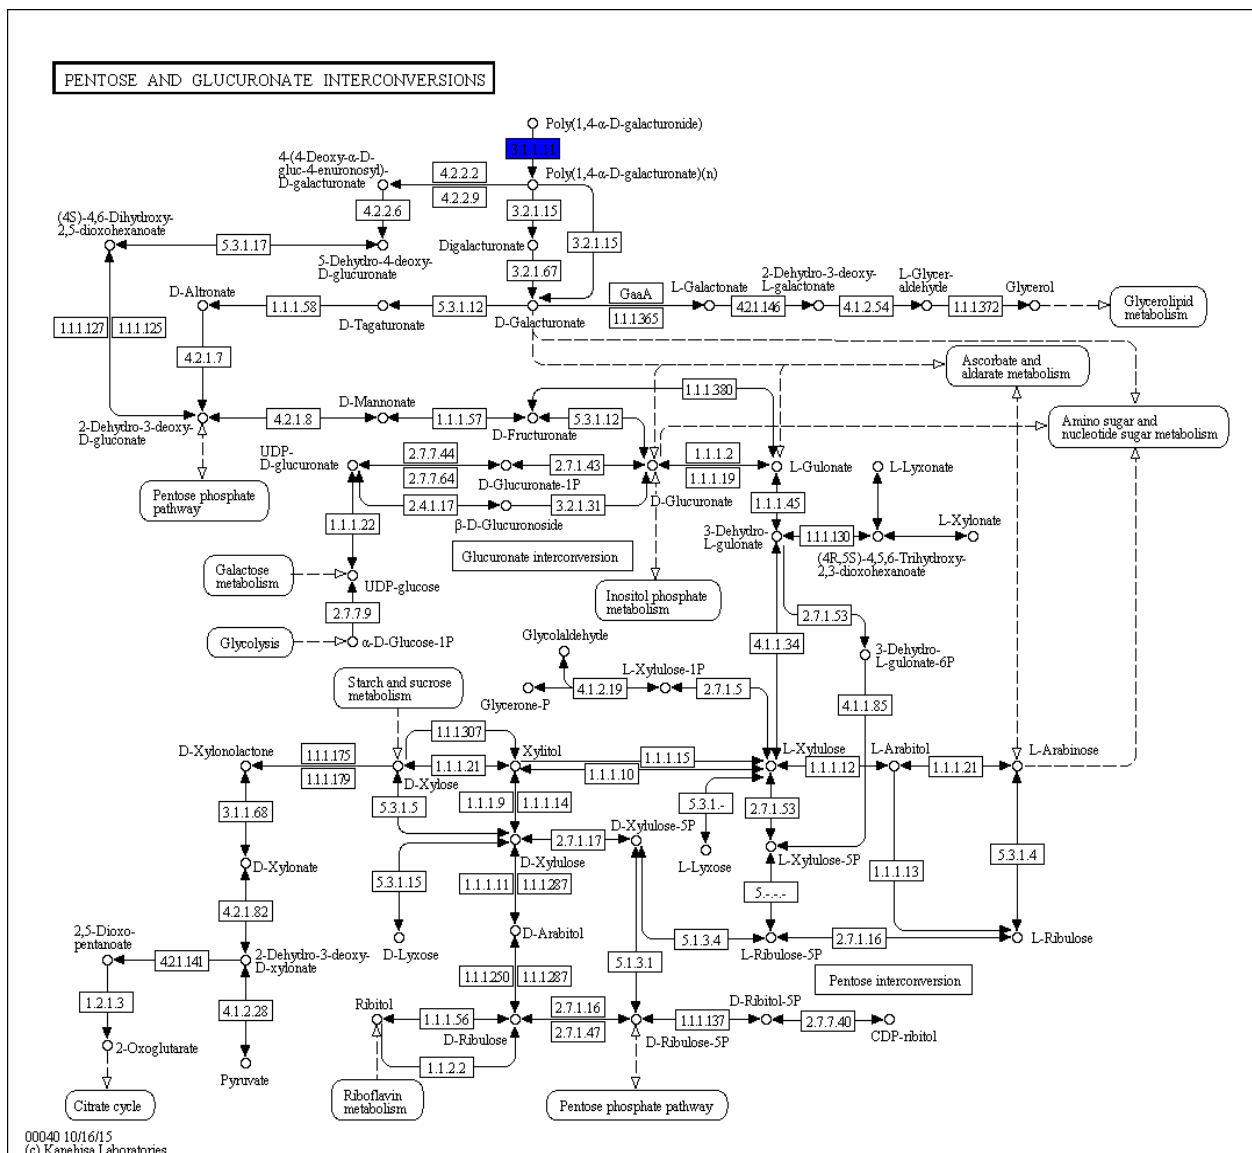 PENTOSE AND GLUCURONATE INTERCONVERSIONS
Poly(1,4-α-D-galacturonide)
3.1.1.11
4-(4-Deoxy-α-D-
gluc-4-enuronosyl)-
D-galacturonate
4.2.2.2
4.2.2.9
Poly(1,4-α-D-galacturonate)(n)
4.2.2.6
3.2.1.15
3.2.1.15
(4S)-4,6-Dihydroxy-
2,5-dioxohexanoate
5.3.1.17
5-Dehydro-4-deoxy-
D-glucuronate
Digalacturonate
3.2.1.67
D-Altronate
1.1.1.58
D-Tagaturonate
5.3.1.12
D-Galacturonate
GaaA
1.1.1.365
L-Galactonate
4.2.1.146
2-Dehydro-3-deoxy-
L-galactonate
4.1.2.54
L-Glycer-
aldehyde
1.1.1.372
Glycerol
Glycerolipid
metabolism
1.1.1.127
1.1.1.125
4.2.1.7
Ascorbate and
aldarate metabolism
1.1.1.380
2-Dehydro-3-deoxy-
D-gluconate
4.2.1.8
D-Mannonate
1.1.1.57
D-Fructuronate
5.3.1.12
Amino sugar and
nucleotide sugar metabolism
UDP-
D-glucuronate
2.7.7.44
2.7.7.64
D-Glucuronate-1P
2.7.1.43
D-Glucuronate
1.1.1.2
1.1.1.19
L-Gulonate
L-Lyxonate
Pentose phosphate
pathway
2.4.1.17
β-D-Glucuronoside
3.2.1.31
1.1.1.45
1.1.1.22
Glucuronate interconversion
3-Dehydro-
L-gulonate
1.1.1.130
L-Xylonate
(4R,5S)-4,5,6-Trihydroxy-
2,3-dioxohexanoate
Galactose
metabolism
UDP-glucose
Inositol phosphate
metabolism
2.7.7.9
2.7.1.53
Glycolysis
α-D-Glucose-1P
Glycolaldehyde
4.1.1.34
3-Dehydro-
L-gulonate-6P
Starch and sucrose
metabolism
Glycerone-P
4.1.2.19
L-Xylulose-1P
2.7.1.5
4.1.1.85
1.1.1.307
D-Xylonolactone
1.1.1.175
1.1.1.179
D-Xylose
1.1.1.21
Xylitol
1.1.1.15
1.1.1.10
L-Xylulose
1.1.1.12
L-Arabitol
1.1.1.21
L-Arabinose
3.1.1.68
5.3.1.5
1.1.1.9
1.1.1.14
5.3.1.-
2.7.1.53
D-Xylulose
2.7.1.17
D-Xylulose-5P
L-Lyxose
L-Xylulose-5P
5.3.1.4
D-Xylonate
5.3.1.15
1.1.1.11
1.1.1.287
1.1.1.13
5.-.-.-
4.2.1.82
2,5-Dioxo-
pentanoate
4.2.1.141
2-Dehydro-3-deoxy-
D-xylonate
D-Lyxose
D-Arabitol
5.1.3.4
L-Ribulose-5P
2.7.1.16
L-Ribulose
1.1.1.250
1.1.1.287
5.1.3.1
Pentose interconversion
1.2.1.3
4.1.2.28
Ribitol
1.1.1.56
D-Ribulose
2.7.1.16
2.7.1.47
D-Ribulose-5P
1.1.1.137
D-Ribitol-5P
2.7.7.40
CDP-ribitol
2-Oxoglutarate
Pyruvate
1.1.2.2
Citrate cycle
Riboflavin
metabolism
Pentose phosphate pathway
00040 10/16/15
(c) Kanehisa Laboratories